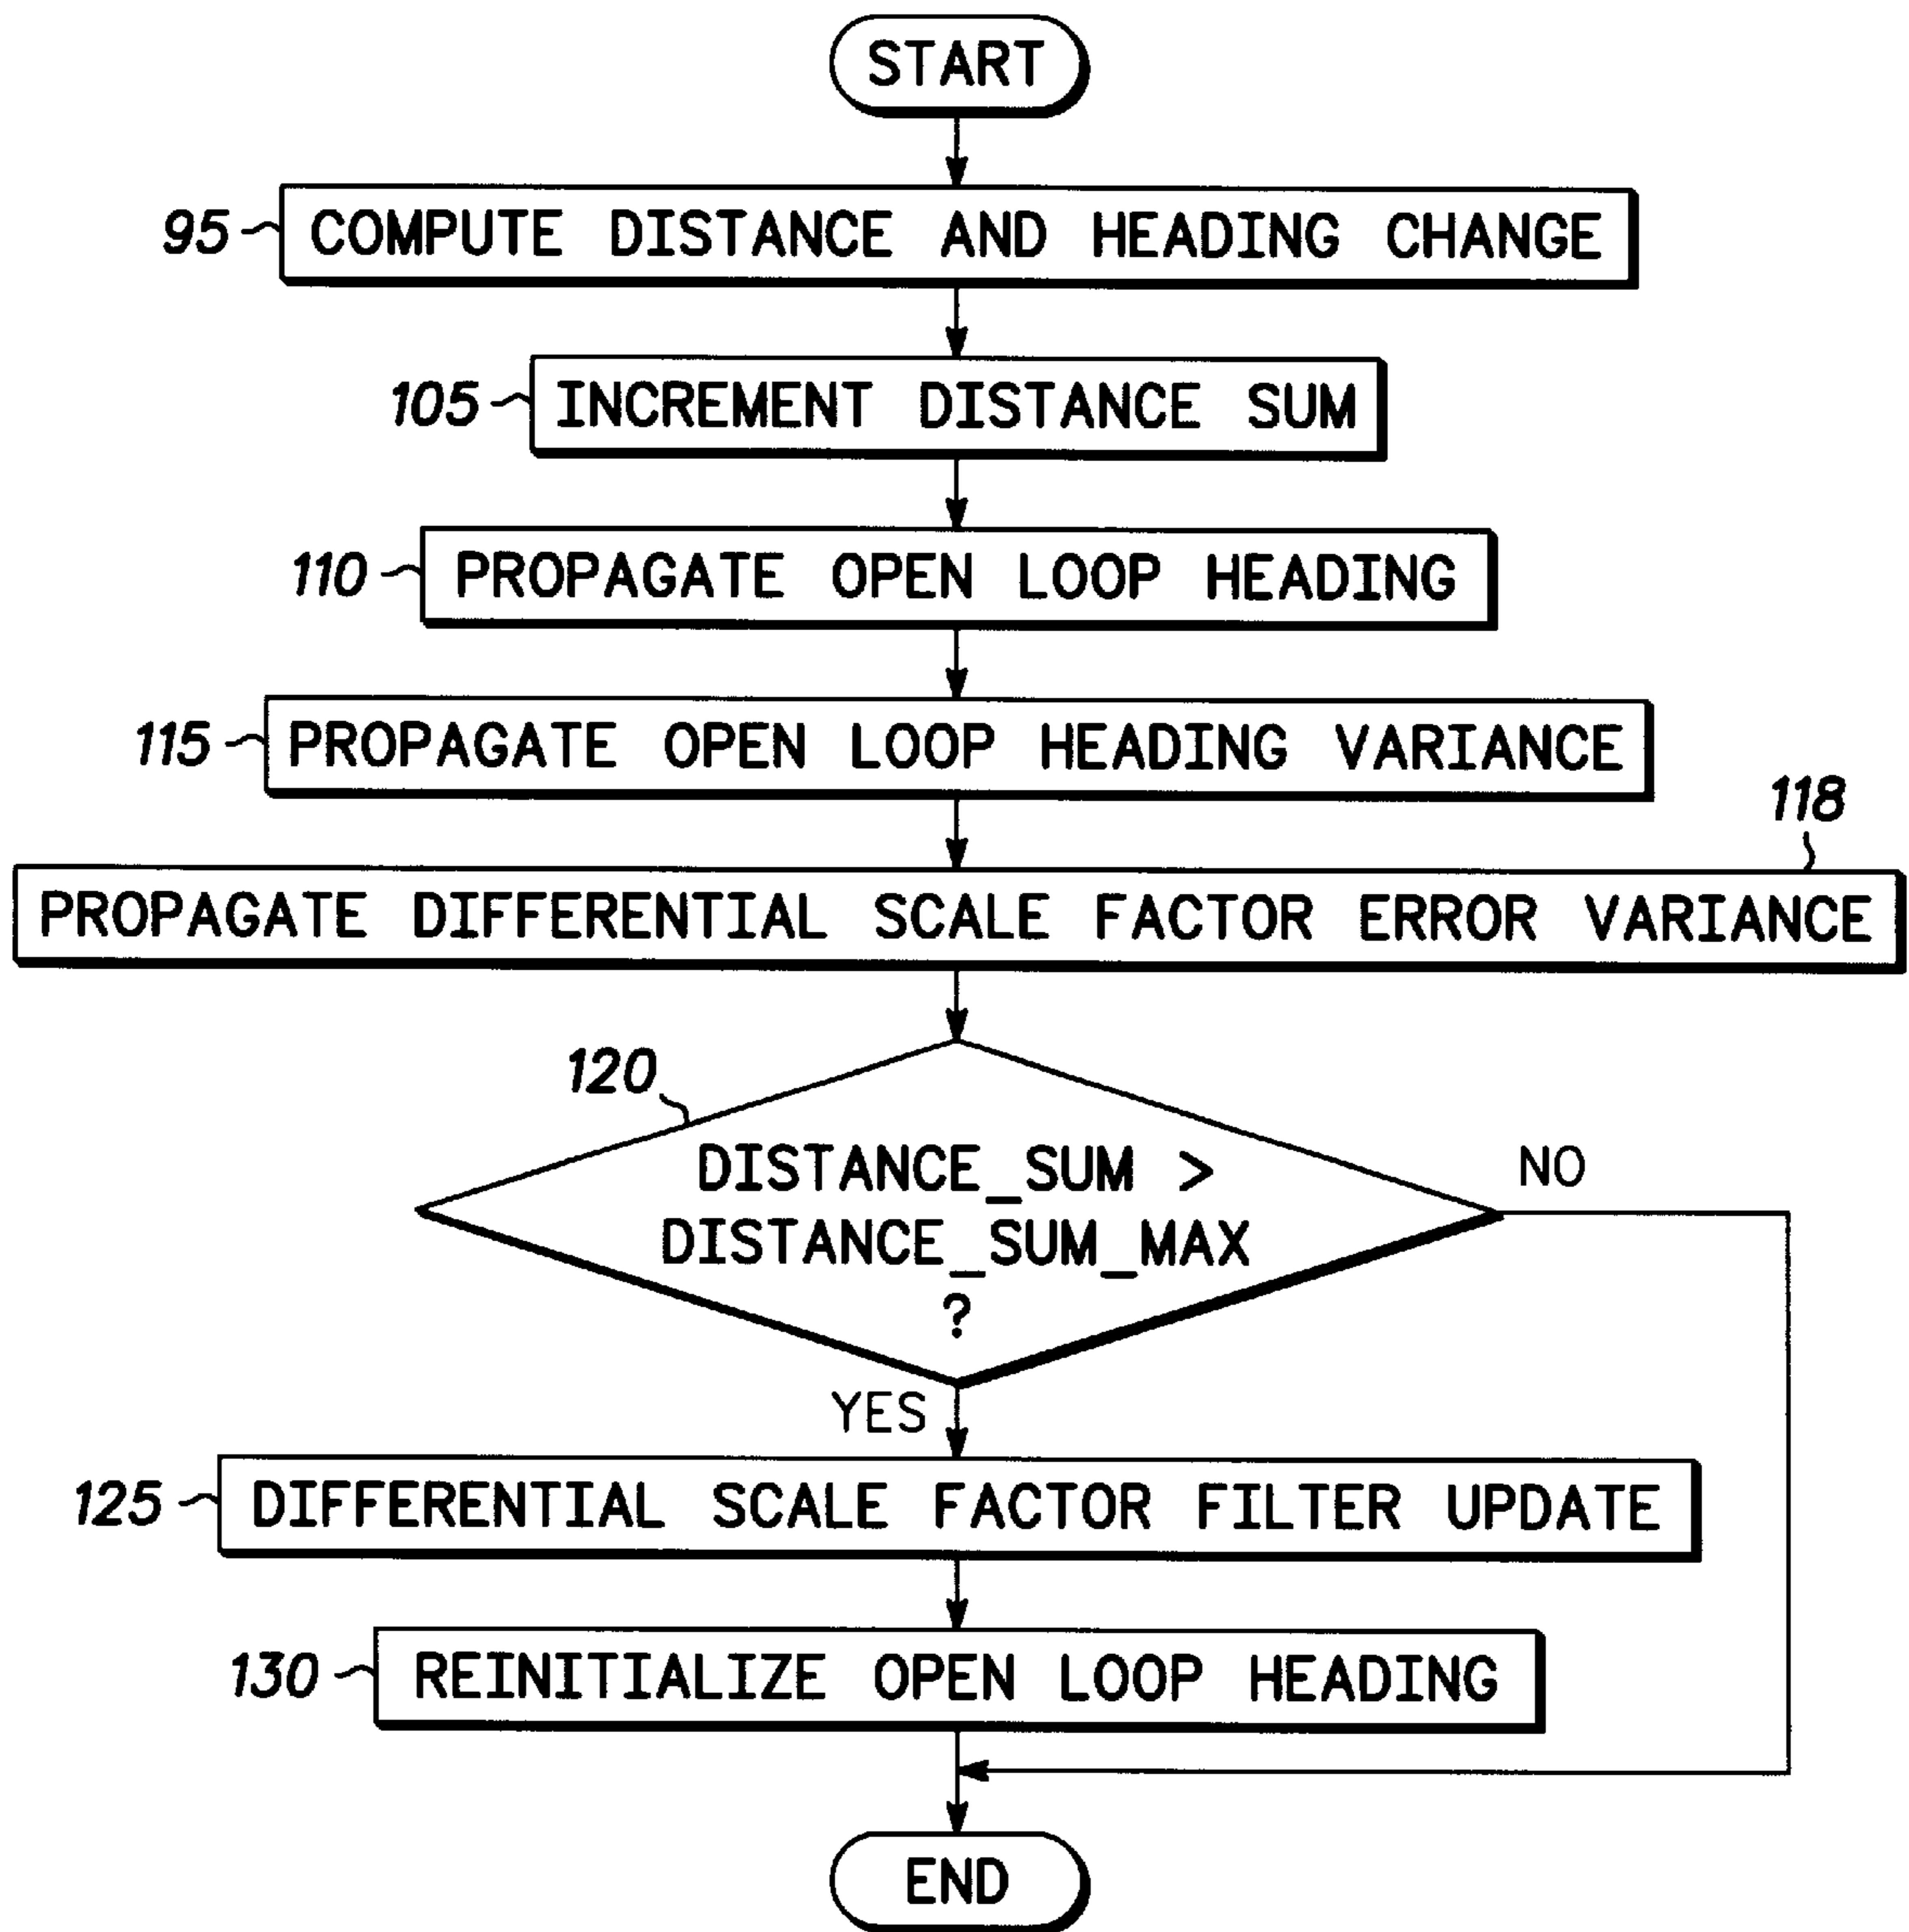 START
95 COMPUTE DISTANCE AND HEADING CHANGE
105 INCREMENT DISTANCE SUM
110 PROPAGATE OPEN LOOP HEADING
115 PROPAGATE OPEN LOOP HEADING VARIANCE
118
PROPAGATE DIFFERENTIAL SCALE FACTOR ERROR VARIANCE
120
DISTANCE_SUM >
DISTANCE_SUM_MAX
?
NO
YES
125 DIFFERENTIAL SCALE FACTOR FILTER UPDATE
130 REINITIALIZE OPEN LOOP HEADING
END